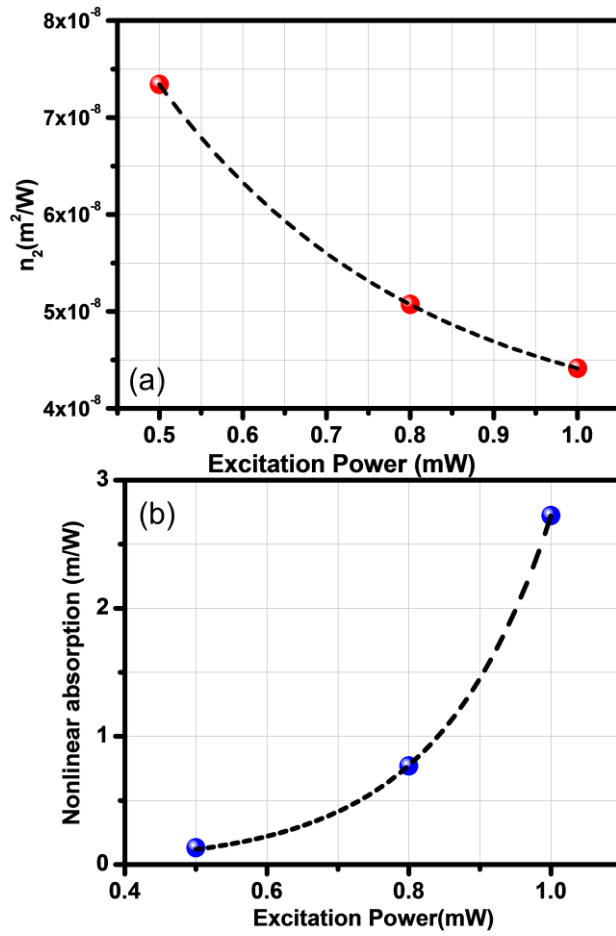 8x10⁻⁸
7x10⁻⁸
6x10⁻⁸
5x10⁻⁸
4x10⁻⁸
n₂(m²/W)
(a)
0.5 0.6 0.7 0.8 0.9 1.0
Excitation Power (mW)
3
2
1
0
Nonlinear absorption (m/W)
(b)
0.4 0.6 0.8 1.0
Excitation Power(mW)